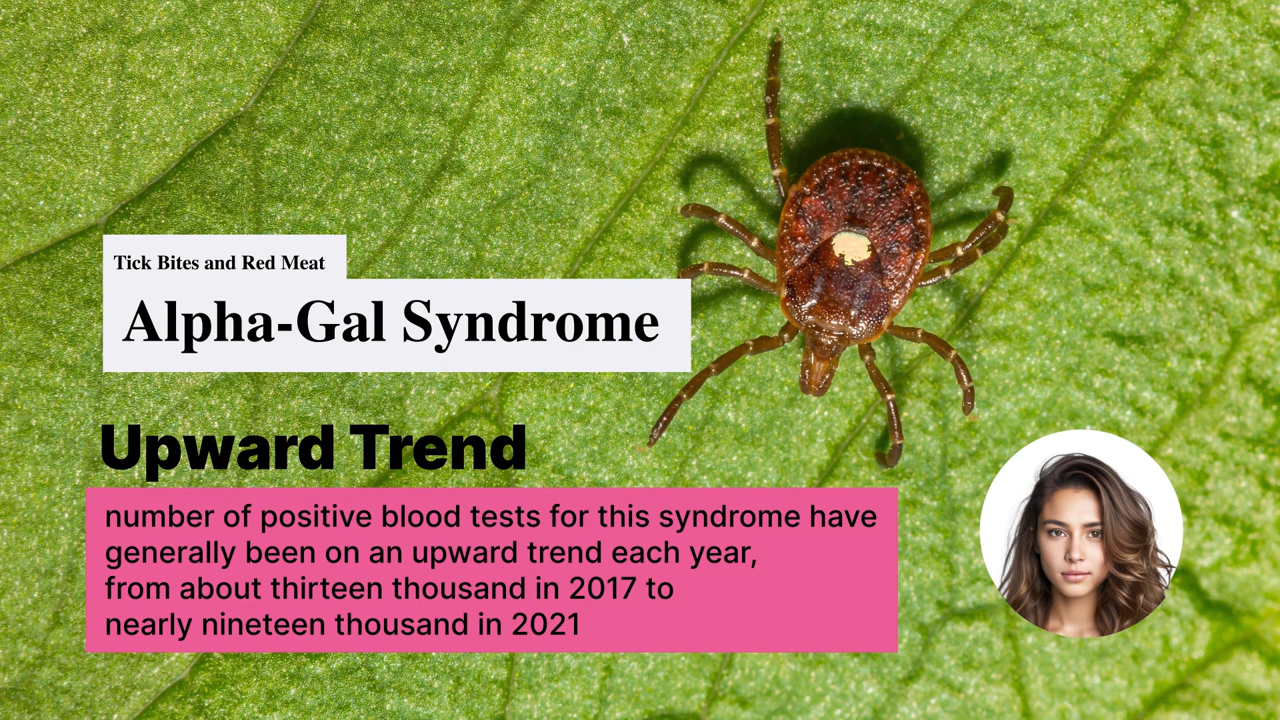 Tick Bites and Red Meat
Alpha-Gal Syndrome
Upward Trend
number of positive blood tests for this syndrome have
generally been on an upward trend each year,
from about thirteen thousand in 2017 to
nearly nineteen thousand in 2021